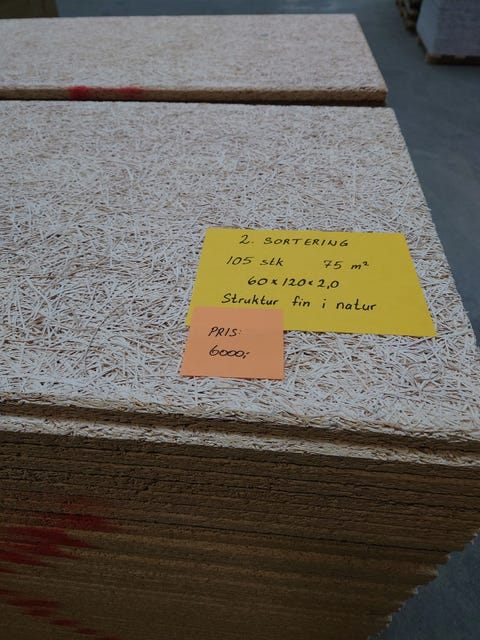 2. SORTERING
105 stk 75 m²
60 x 120 x 2,0
Struktur fin i natur
PRIS:
6000,-